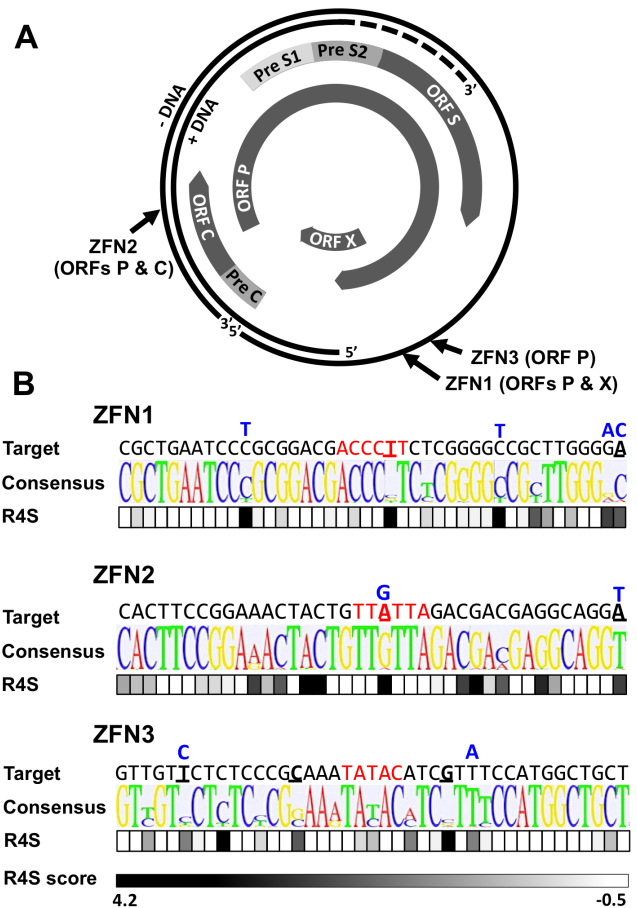 A
- DNA
+ DNA
Pre S1
Pre S2
ORF S
3’
ORF P
ORF C
Pre C
ORF X
ZFN2
(ORFs P & C)
3’
5’
5’
ZFN3 (ORF P)
ZFN1 (ORFs P & X)
B
ZFN1
T T AC
Target CGCTGAATCCCGCGGACGACCCTTCTCGGGGCCGCTTGGGGA
Consensus CGCTGAATCCCGCGGACGACCCTTCTCGGGGCCGCTTGGGAC
R4S
ZFN2
G T
Target CACTTCCGGAAACTACTGTTATTAGACGACGAGGCAGGA
Consensus CACTTCCGGAAACTACTGTTGTTAGACGACGAGGCAGGT
R4S
ZFN3
C A
Target GTTGTTCTCTCCCGCAAATATACATCGTTTCCATGGCTGCT
Consensus
R4S
R4S score
4.2 -0.5